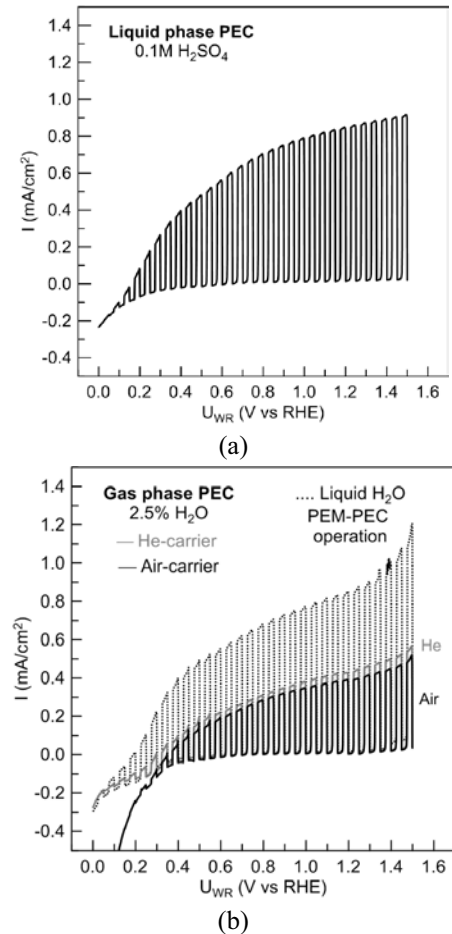 1.4
1.2
1.0
0.8
0.6
0.4
0.2
0.0
-0.2
-0.4
I (mA/cm²)
Liquid phase PEC
0.1M H₂SO₄
0.0 0.2 0.4 0.6 0.8 1.0 1.2 1.4 1.6
U_WR (V vs RHE)
(a)
1.4
1.2
1.0
0.8
0.6
0.4
0.2
0.0
-0.2
-0.4
I (mA/cm²)
Gas phase PEC
2.5% H₂O
He-carrier
Air-carrier
.... Liquid H₂O
PEM-PEC
operation
He
Air
0.0 0.2 0.4 0.6 0.8 1.0 1.2 1.4 1.6
U_WR (V vs RHE)
(b)